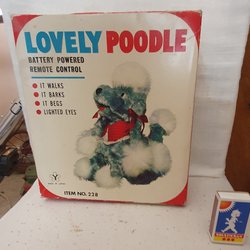 LOVELY POODLE
BATTERY POWERED
REMOTE CONTROL
• IT WALKS
• IT BARKS
• IT BEGS
• LIGHTED EYES
Y
ITEM NO. 228